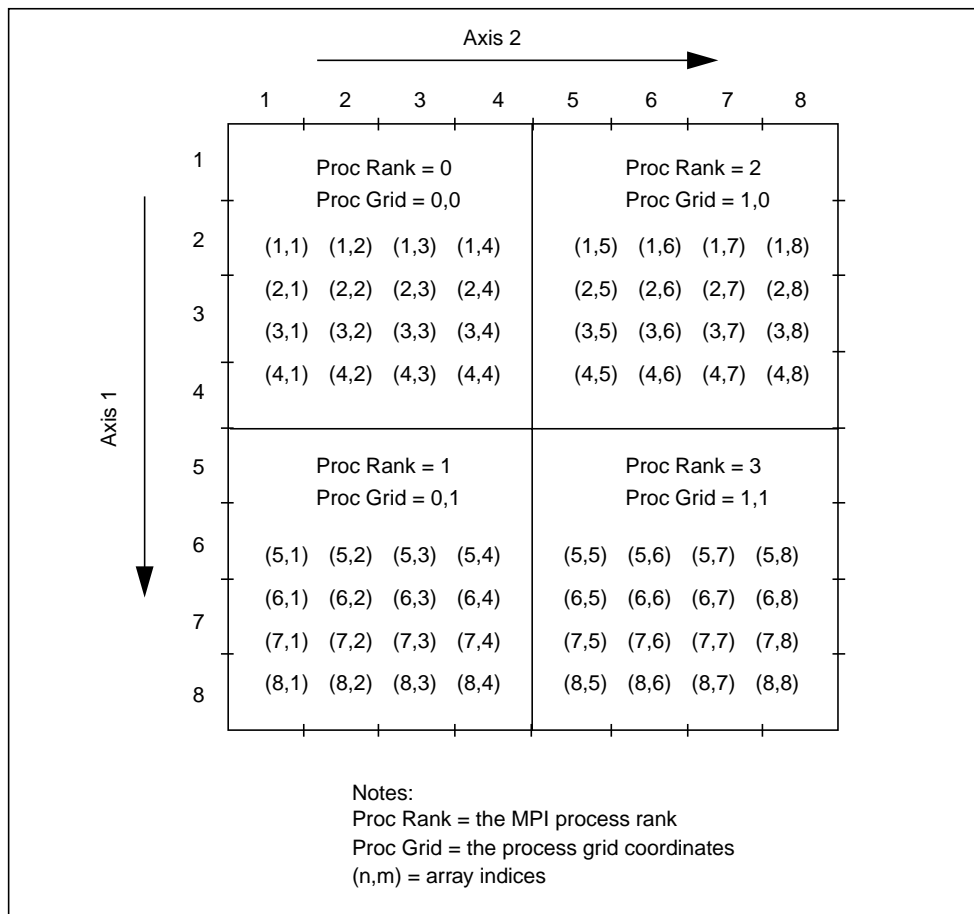 Axis 2
1 2 3 4 5 6 7 8
1
Proc Rank = 0 Proc Rank = 2
Proc Grid = 0,0 Proc Grid = 1,0
2
(1,1) (1,2) (1,3) (1,4) (1,5) (1,6) (1,7) (1,8)
(2,1) (2,2) (2,3) (2,4) (2,5) (2,6) (2,7) (2,8)
3
(3,1) (3,2) (3,3) (3,4) (3,5) (3,6) (3,7) (3,8)
(4,1) (4,2) (4,3) (4,4) (4,5) (4,6) (4,7) (4,8)
4
Axis 1
5
Proc Rank = 1 Proc Rank = 3
Proc Grid = 0,1 Proc Grid = 1,1
6
(5,1) (5,2) (5,3) (5,4) (5,5) (5,6) (5,7) (5,8)
(6,1) (6,2) (6,3) (6,4) (6,5) (6,6) (6,7) (6,8)
7
(7,1) (7,2) (7,3) (7,4) (7,5) (7,6) (7,7) (7,8)
(8,1) (8,2) (8,3) (8,4) (8,5) (8,6) (8,7) (8,8)
8
Notes:
Proc Rank = the MPI process rank
Proc Grid = the process grid coordinates
(n,m) = array indices